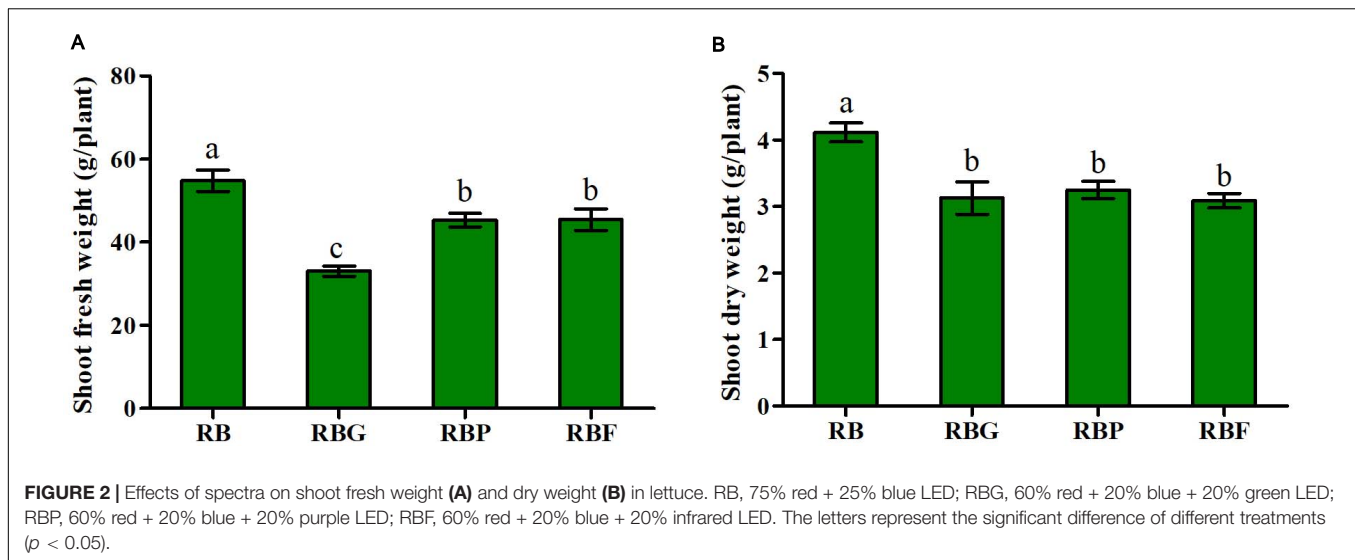 A
Shoot fresh weight (g/plant)
80
60
40
20
0
a
c
b
b
RB RBG RBP RBF
B
Shoot dry weight (g/plant)
5
4
3
2
1
0
a
b
b
b
RB RBG RBP RBF
FIGURE 2 | Effects of spectra on shoot fresh weight (A) and dry weight (B) in lettuce. RB, 75% red + 25% blue LED; RBG, 60% red + 20% blue + 20% green LED;
RBP, 60% red + 20% blue + 20% purple LED; RBF, 60% red + 20% blue + 20% infrared LED. The letters represent the significant difference of different treatments
(p < 0.05).